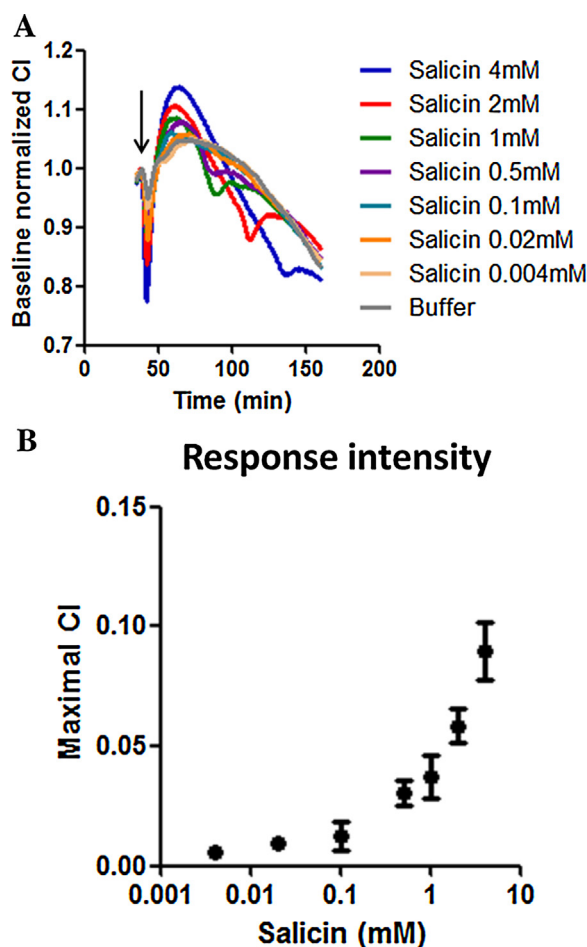 A
1.2
1.1
1.0
0.9
0.8
0.7
Baseline normalized CI
0
50
100
150
200
Time (min)
Salicin 4mM
Salicin 2mM
Salicin 1mM
Salicin 0.5mM
Salicin 0.1mM
Salicin 0.02mM
Salicin 0.004mM
Buffer
B
Response intensity
0.15
0.10
0.05
0.00
Maximal CI
0.001
0.01
0.1
1
10
Salicin (mM)